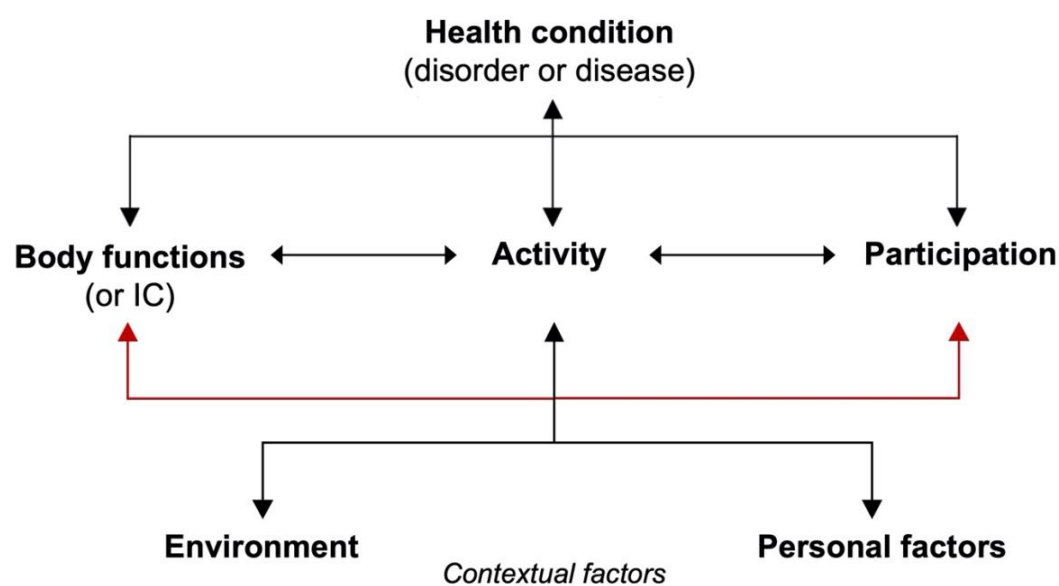 Health condition
(disorder or disease)
Body functions
(or IC)
Activity
Participation
Environment
Personal factors
Contextual factors